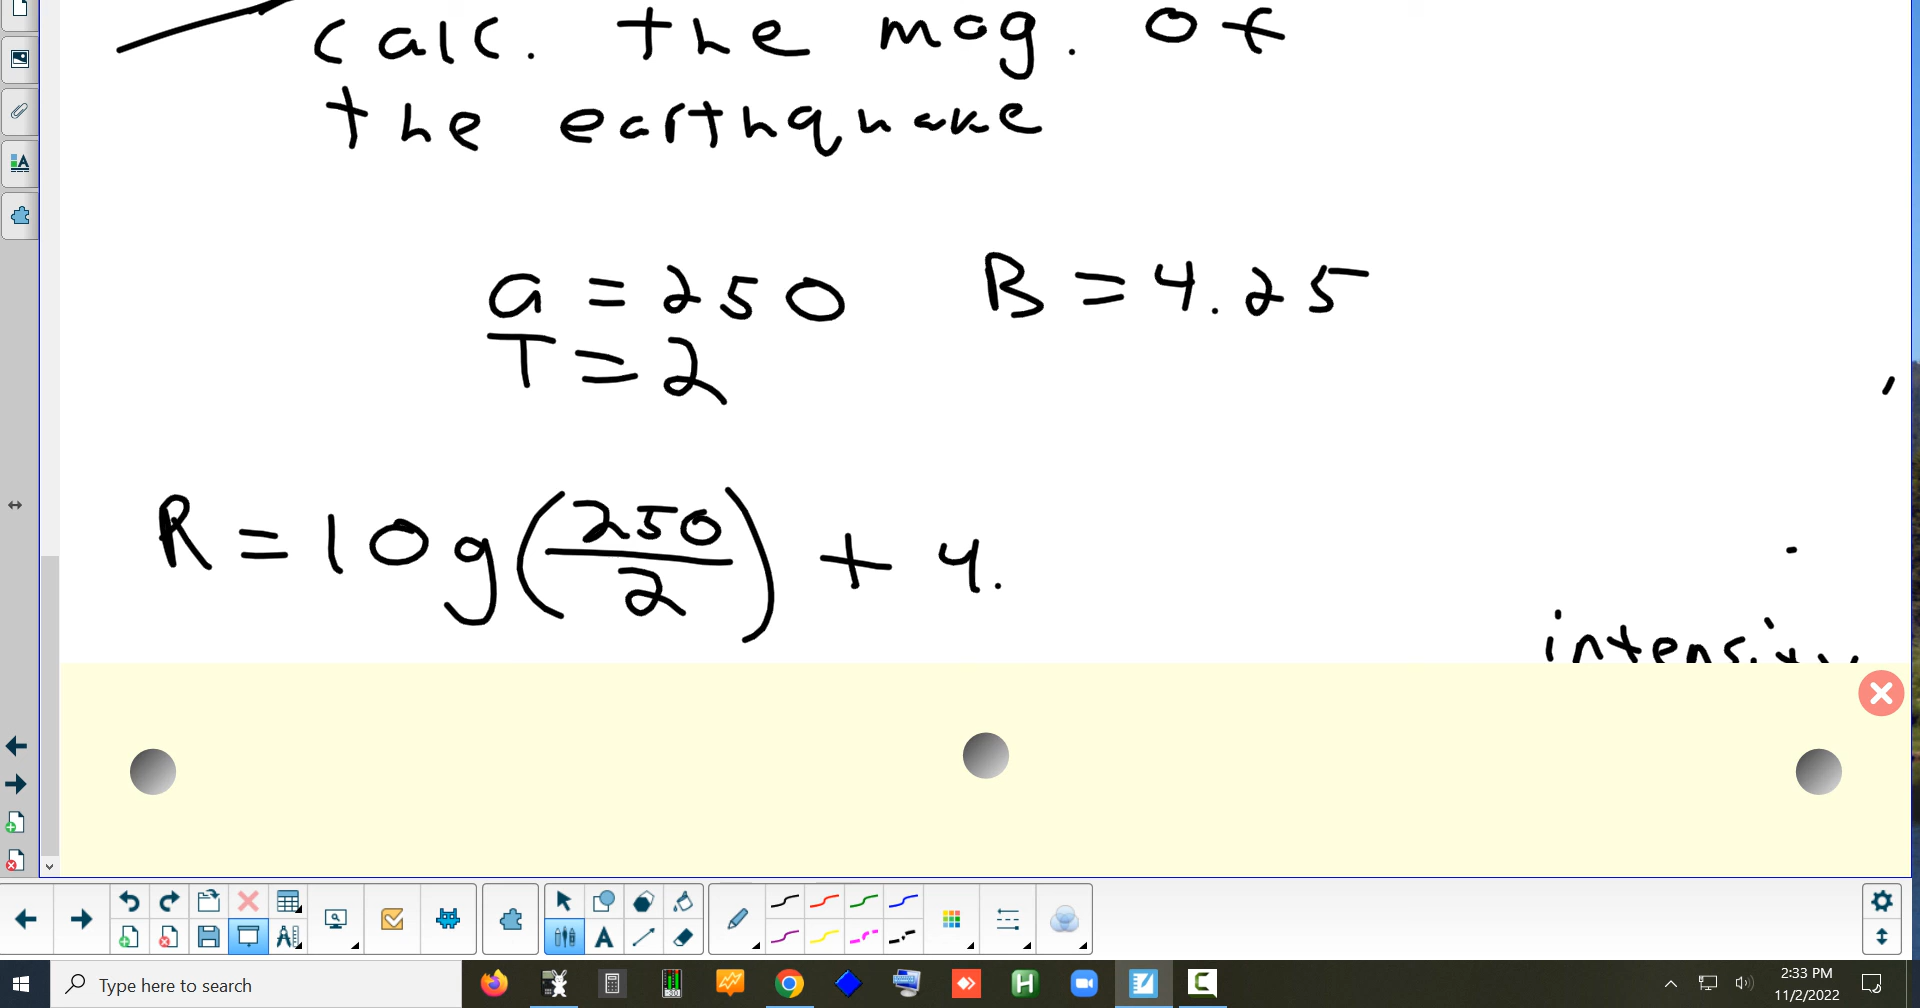 calc. the mag. of
the earthquake
a = 250 B = 4.25
T = 2
R = log(250/2) + 4.
intensity
Type here to search
2:33 PM
11/2/2022